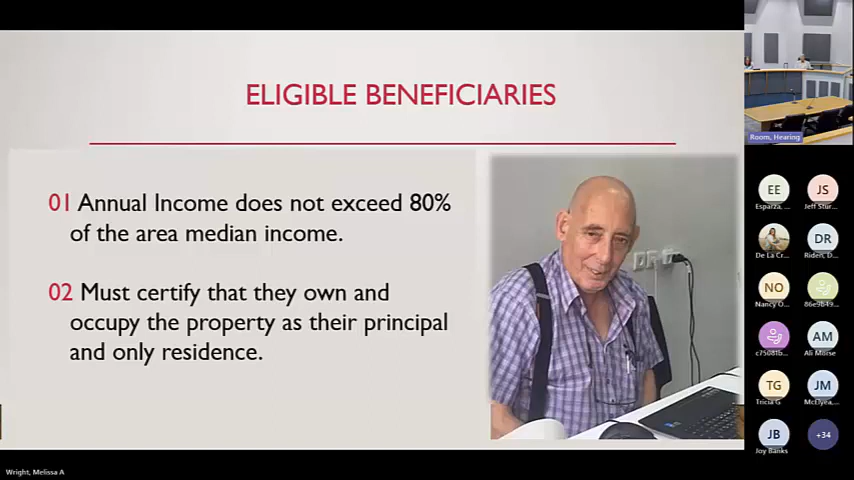 ELIGIBLE BENEFICIARIES
01 Annual Income does not exceed 80%
of the area median income.
02 Must certify that they own and
occupy the property as their principal
and only residence.
Room, Hearing
EE
JS
Esparza, ...
Jeff Stur...
DR
De La Cr...
Rideri, D...
NO
Nancy O...
86e9b49...
AM
c75081b...
Ali Morse
TG
JM
Tricia G
McElyea,...
JB
+34
Joy Banks
Wright, Melissa A